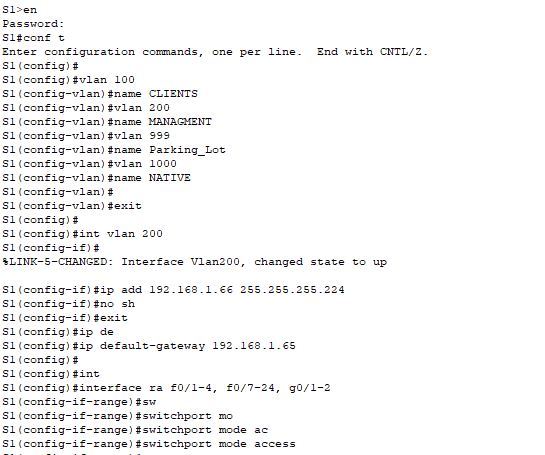 S1>en
Password:
S1#conf t
Enter configuration commands, one per line.  End with CNTL/Z.
S1(config)#
S1(config)#vlan 100
S1(config-vlan)#name CLIENTS
S1(config-vlan)#vlan 200
S1(config-vlan)#name MANAGMENT
S1(config-vlan)#vlan 999
S1(config-vlan)#name Parking_Lot
S1(config-vlan)#vlan 1000
S1(config-vlan)#name NATIVE
S1(config-vlan)#
S1(config-vlan)#exit
S1(config)#
S1(config)#int vlan 200
S1(config-if)#
%LINK-5-CHANGED: Interface Vlan200, changed state to up
S1(config-if)#ip add 192.168.1.66 255.255.255.224
S1(config-if)#no sh
S1(config-if)#exit
S1(config)#ip de
S1(config)#ip default-gateway 192.168.1.65
S1(config)#
S1(config)#int
S1(config)#interface ra f0/1-4, f0/7-24, g0/1-2
S1(config-if-range)#sw
S1(config-if-range)#switchport mo
S1(config-if-range)#switchport mode ac
S1(config-if-range)#switchport mode access